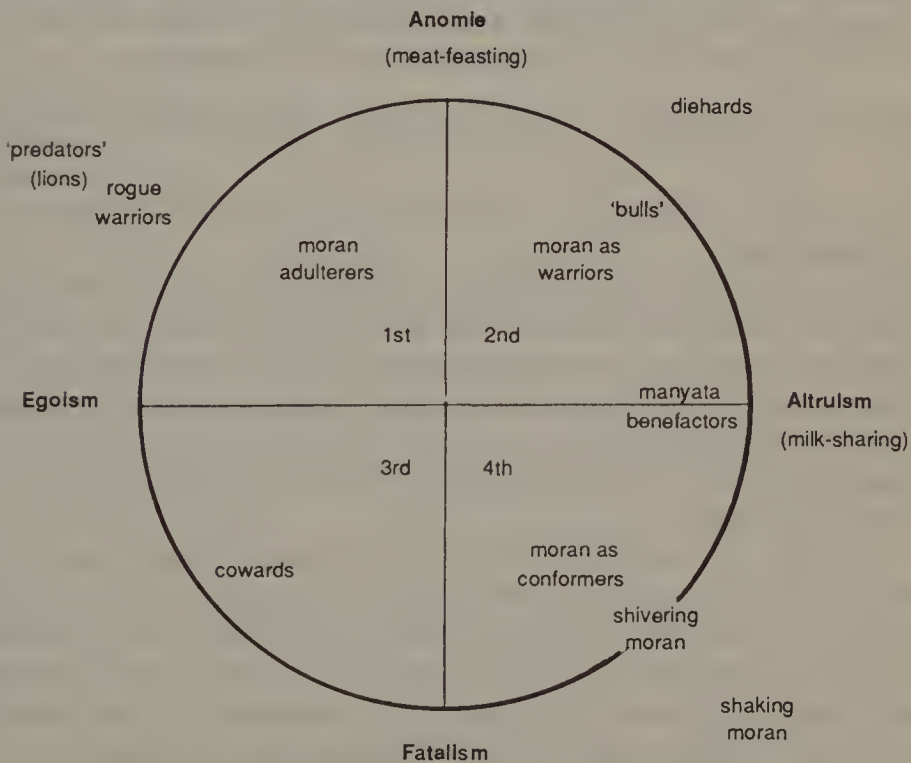 Anomie
(meat-feasting)
diehards
'predators'
(lions)
rogue
warriors
'bulls'
moran
adulterers
moran as
warriors
1st
2nd
Egoism
manyata
benefactors
Altruism
(milk-sharing)
3rd
4th
cowards
moran as
conformers
shivering
moran
shaking
moran
Fatalism